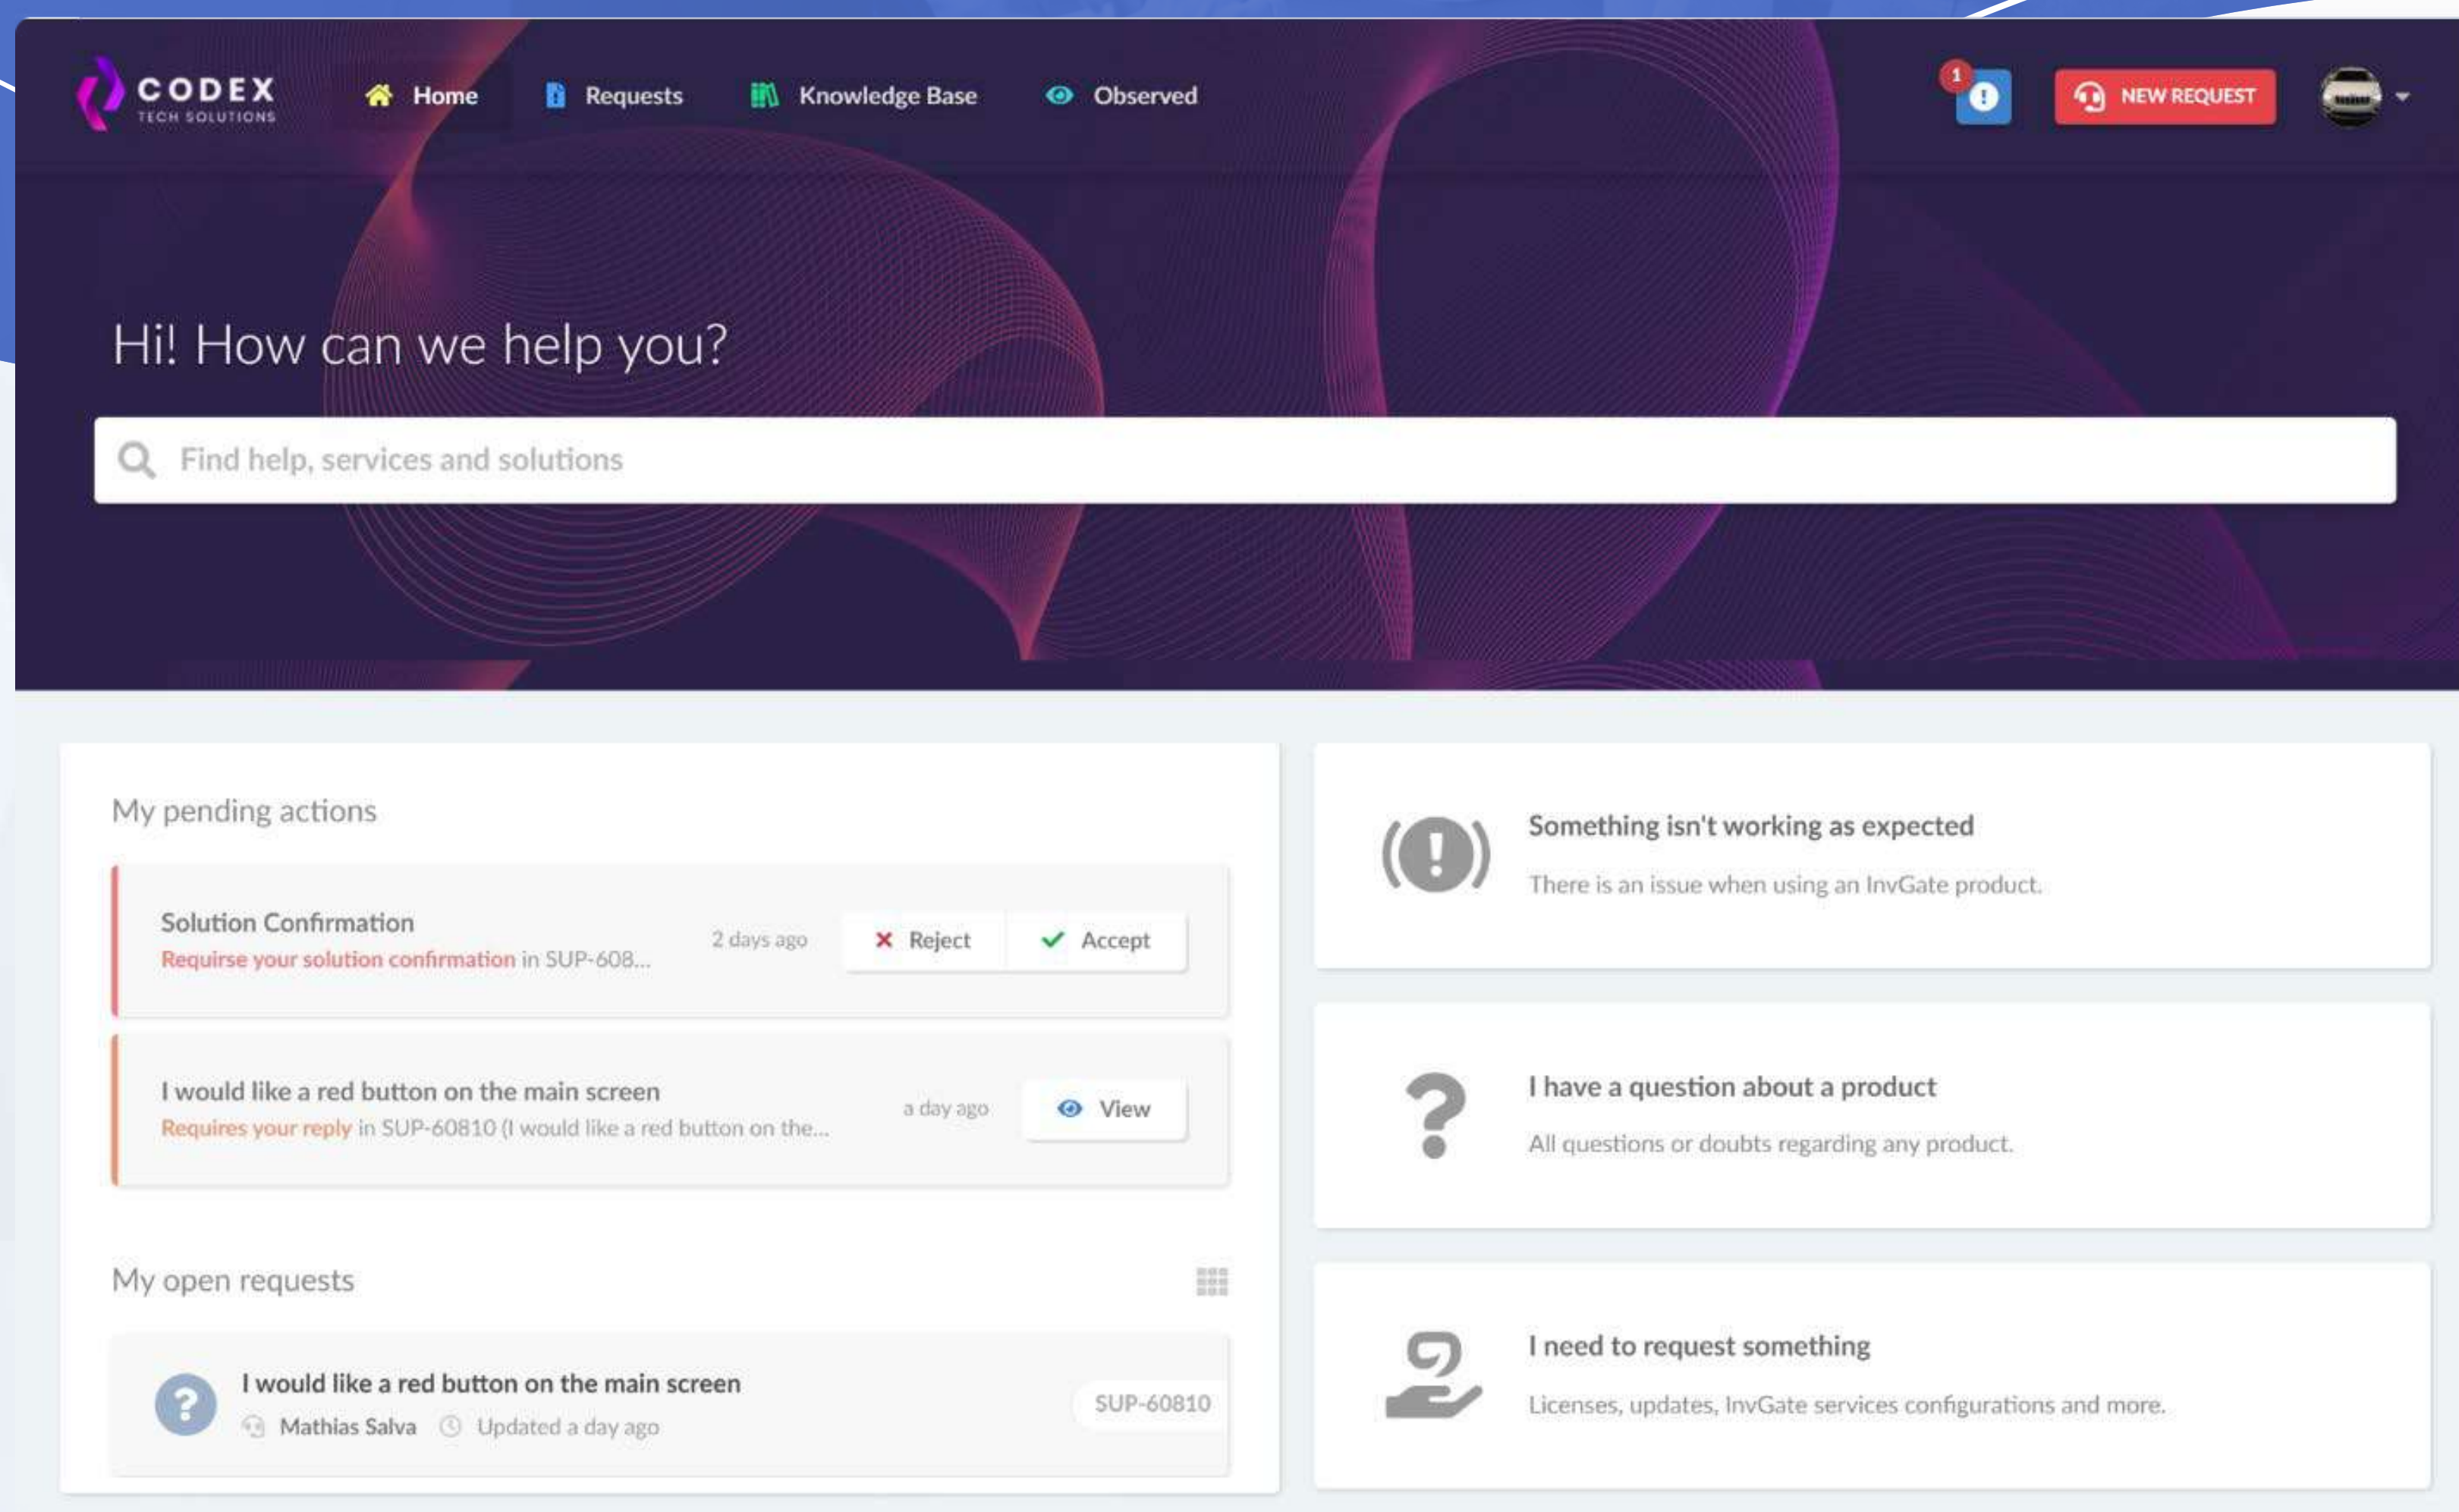 CODEX
TECH SOLUTIONS
Home
Requests
Knowledge Base
Observed
1
NEW REQUEST
Hi! How can we help you?
Find help, services and solutions
My pending actions
Solution Confirmation
Requirse your solution confirmation in SUP-608...
2 days ago
Reject
Accept
I would like a red button on the main screen
Requires your reply in SUP-60810 (I would like a red button on the...
a day ago
View
My open requests
I would like a red button on the main screen
Mathias Salva Updated a day ago
SUP-60810
Something isn't working as expected
There is an issue when using an InvGate product.
I have a question about a product
All questions or doubts regarding any product.
I need to request something
Licenses, updates, InvGate services configurations and more.